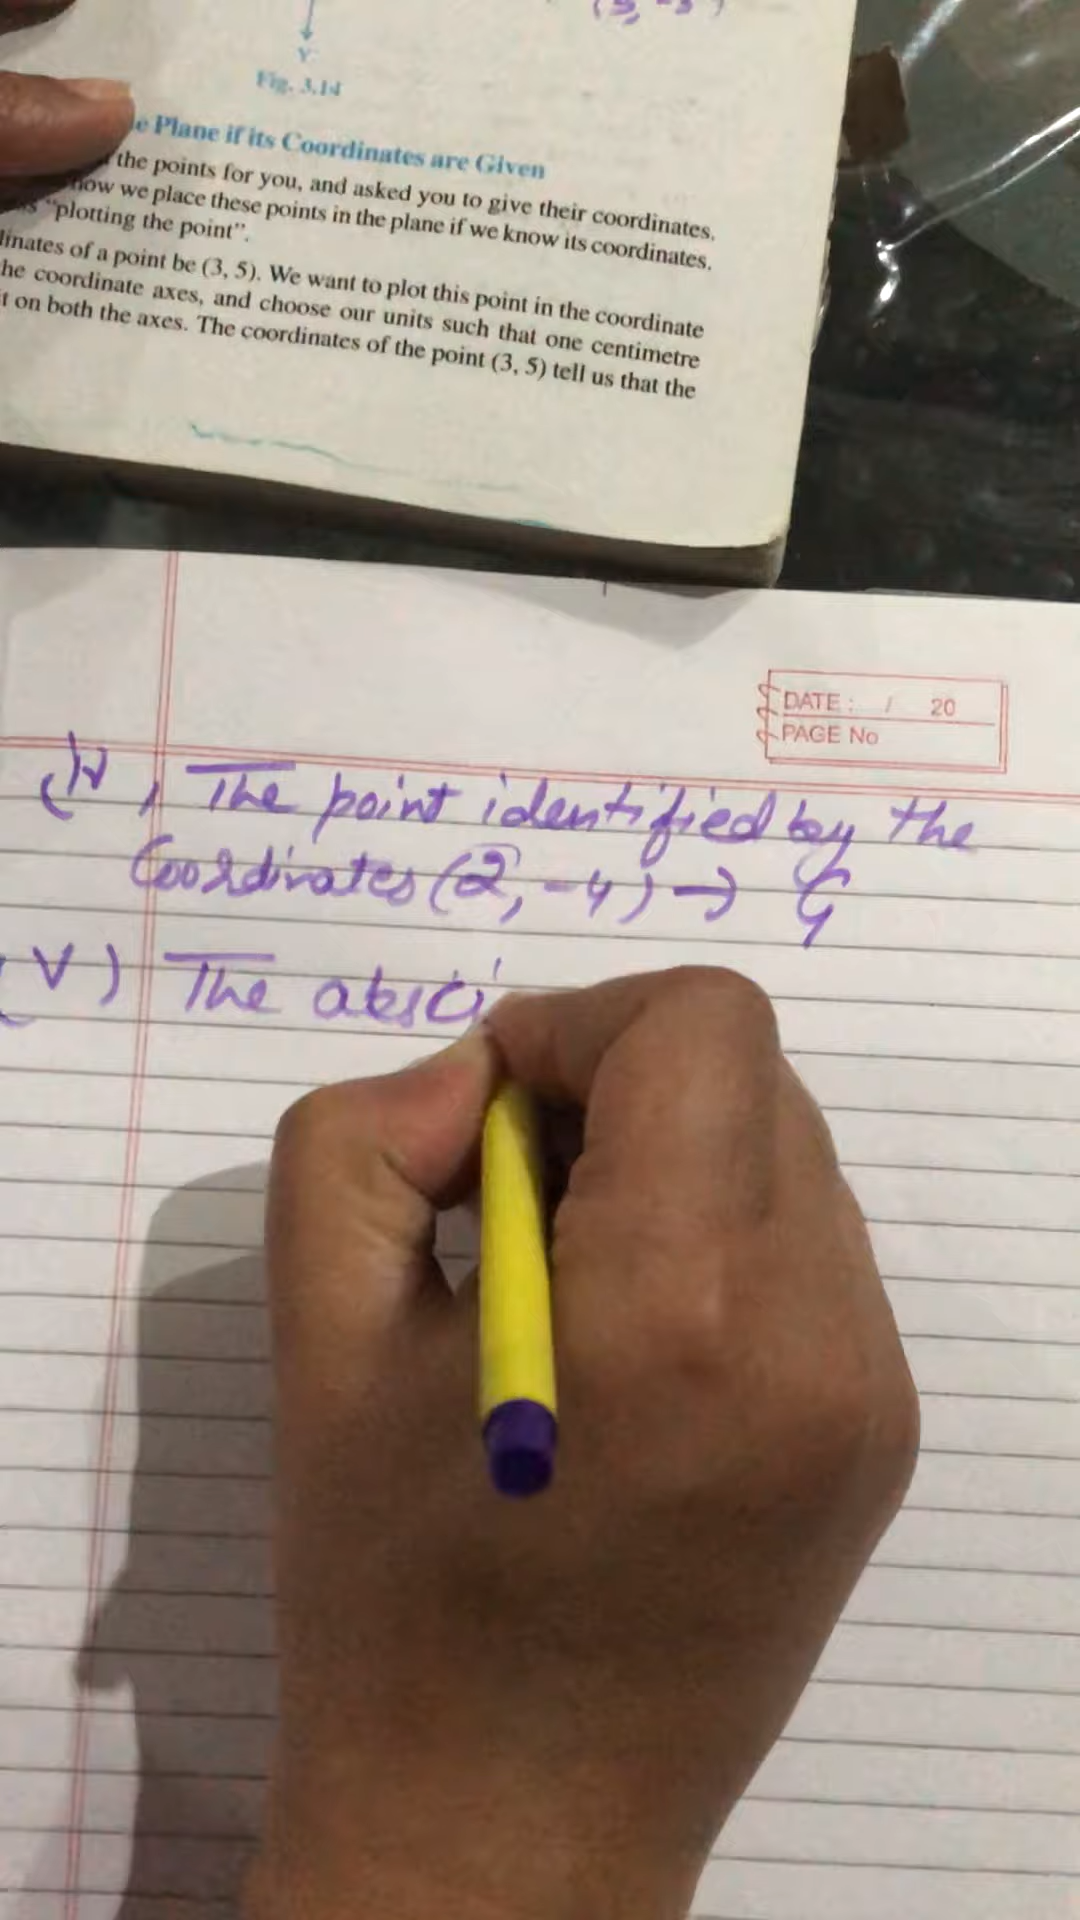 (5, -3)
Y
Fig. 3.14
e Plane if its Coordinates are Given
the points for you, and asked you to give their coordinates.
how we place these points in the plane if we know its coordinates.
"plotting the point".
dinates of a point be (3, 5). We want to plot this point in the coordinate
he coordinate axes, and choose our units such that one centimetre
t on both the axes. The coordinates of the point (3, 5) tell us that the
DATE : / 20
PAGE No
The point identified by the
Coordinates (2, -4) → G
(V) The absci